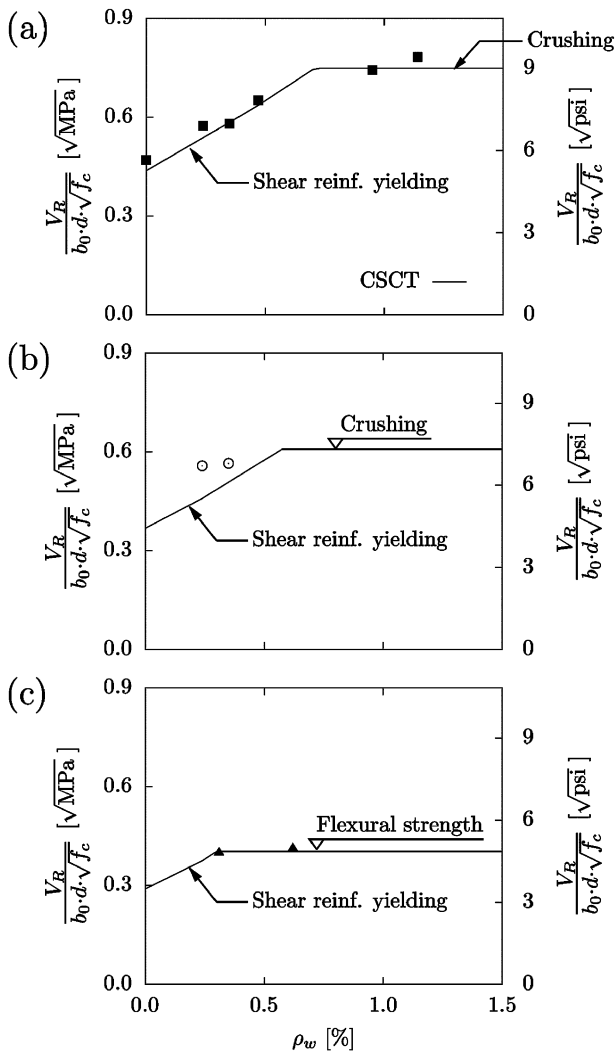 (a)
0.9
0.6
0.3
0.0
V_R / b_0·d·√f_c [√MPa]
Crushing
Shear reinf. yielding
CSCT
9
6
3
0
V_R / b_0·d·√f_c [√psi]
(b)
0.9
0.6
0.3
0.0
V_R / b_0·d·√f_c [√MPa]
Crushing
Shear reinf. yielding
9
6
3
0
V_R / b_0·d·√f_c [√psi]
(c)
0.9
0.6
0.3
0.0
V_R / b_0·d·√f_c [√MPa]
Flexural strength
Shear reinf. yielding
9
6
3
0
V_R / b_0·d·√f_c [√psi]
0.0 0.5 1.0 1.5
ρ_w [%]